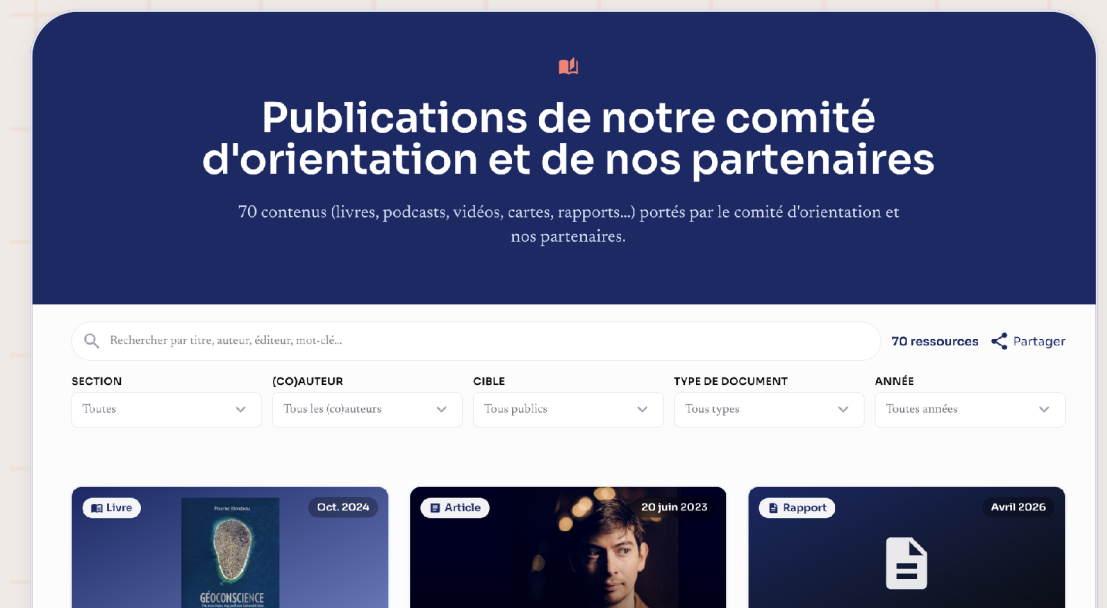 Publications de notre comité
d'orientation et de nos partenaires
70 contenus (livres, podcasts, vidéos, cartes, rapports...) portés par le comité d'orientation et
nos partenaires.
Rechercher par titre, auteur, éditeur, mot-clé...
70 ressources
Partager
SECTION
(CO)AUTEUR
CIBLE
TYPE DE DOCUMENT
ANNÉE
Toutes
Tous les (co)auteurs
Tous publics
Tous types
Toutes années
Livre
Oct. 2024
Article
20 juin 2023
Rapport
Avril 2026
GÉOCONSCIENCE